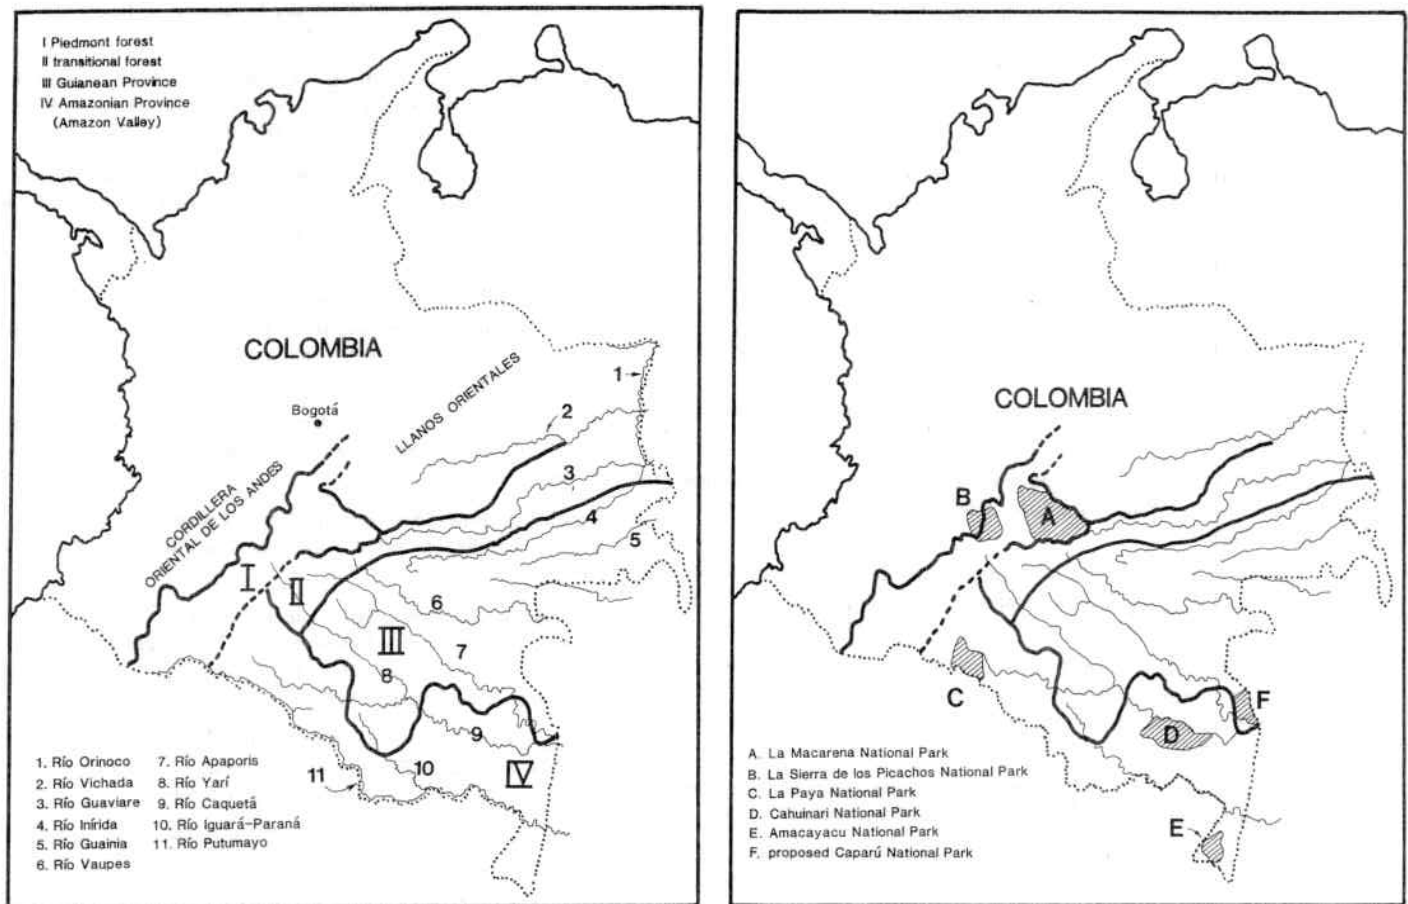 I Piedmont forest
II transitional forest
III Guianean Province
IV Amazonian Province
(Amazon Valley)
COLOMBIA
Bogotá
LLANOS ORIENTALES
CORDILLERA
ORIENTAL DE LOS ANDES
1
2
3
4
5
6
7
8
9
10
11
I
II
III
IV
1. Río Orinoco
2. Río Vichada
3. Río Guaviare
4. Río Inírida
5. Río Guainia
6. Río Vaupes
7. Río Apaporis
8. Río Yarí
9. Río Caquetá
10. Río Iguará-Paraná
11. Río Putumayo
COLOMBIA
B
A
C
F
D
E
A. La Macarena National Park
B. La Sierra de los Picachos National Park
C. La Paya National Park
D. Cahuinari National Park
E. Amacayacu National Park
F. proposed Caparú National Park